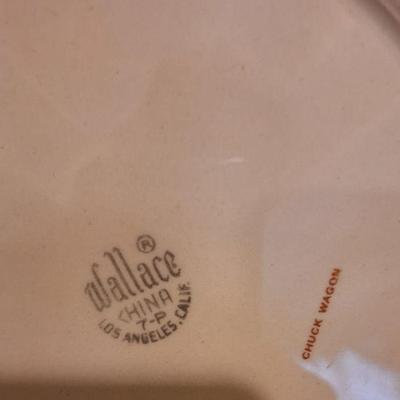 Wallace ®
CHINA
7-P
LOS ANGELES, CALIF.
CHUCK WAGON